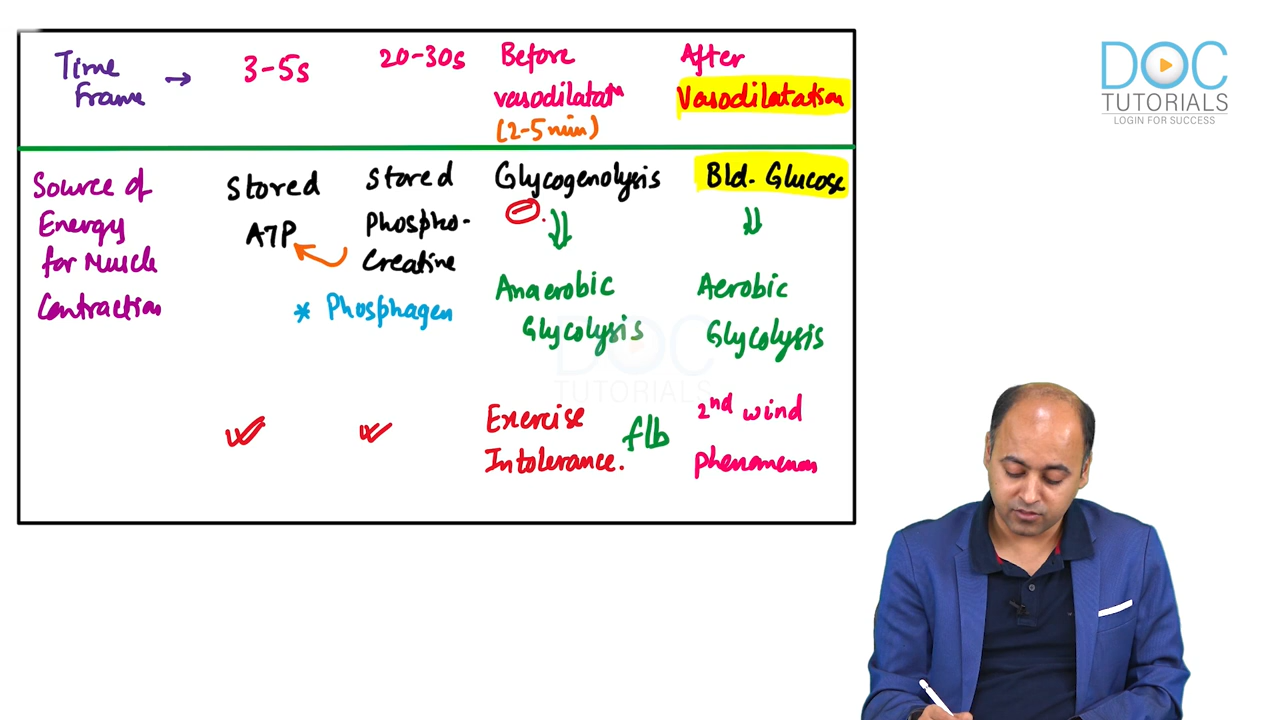 Time
Frame →
3-5s
20-30s
Before
vasodilatatn
(2-5 min)
After
Vasodilatation
Source of
Energy
for Muscle
Contraction
Stored
ATP
Stored
Phospho-
Creatine
* Phosphagen
Glycogenolysis
Anaerobic
Glycolysis
Bld. Glucose
Aerobic
Glycolysis
Exercise
Intolerance.
f/b
2nd wind
phenomenon
DOC
TUTORIALS
LOGIN FOR SUCCESS
DOC
TUTORIALS